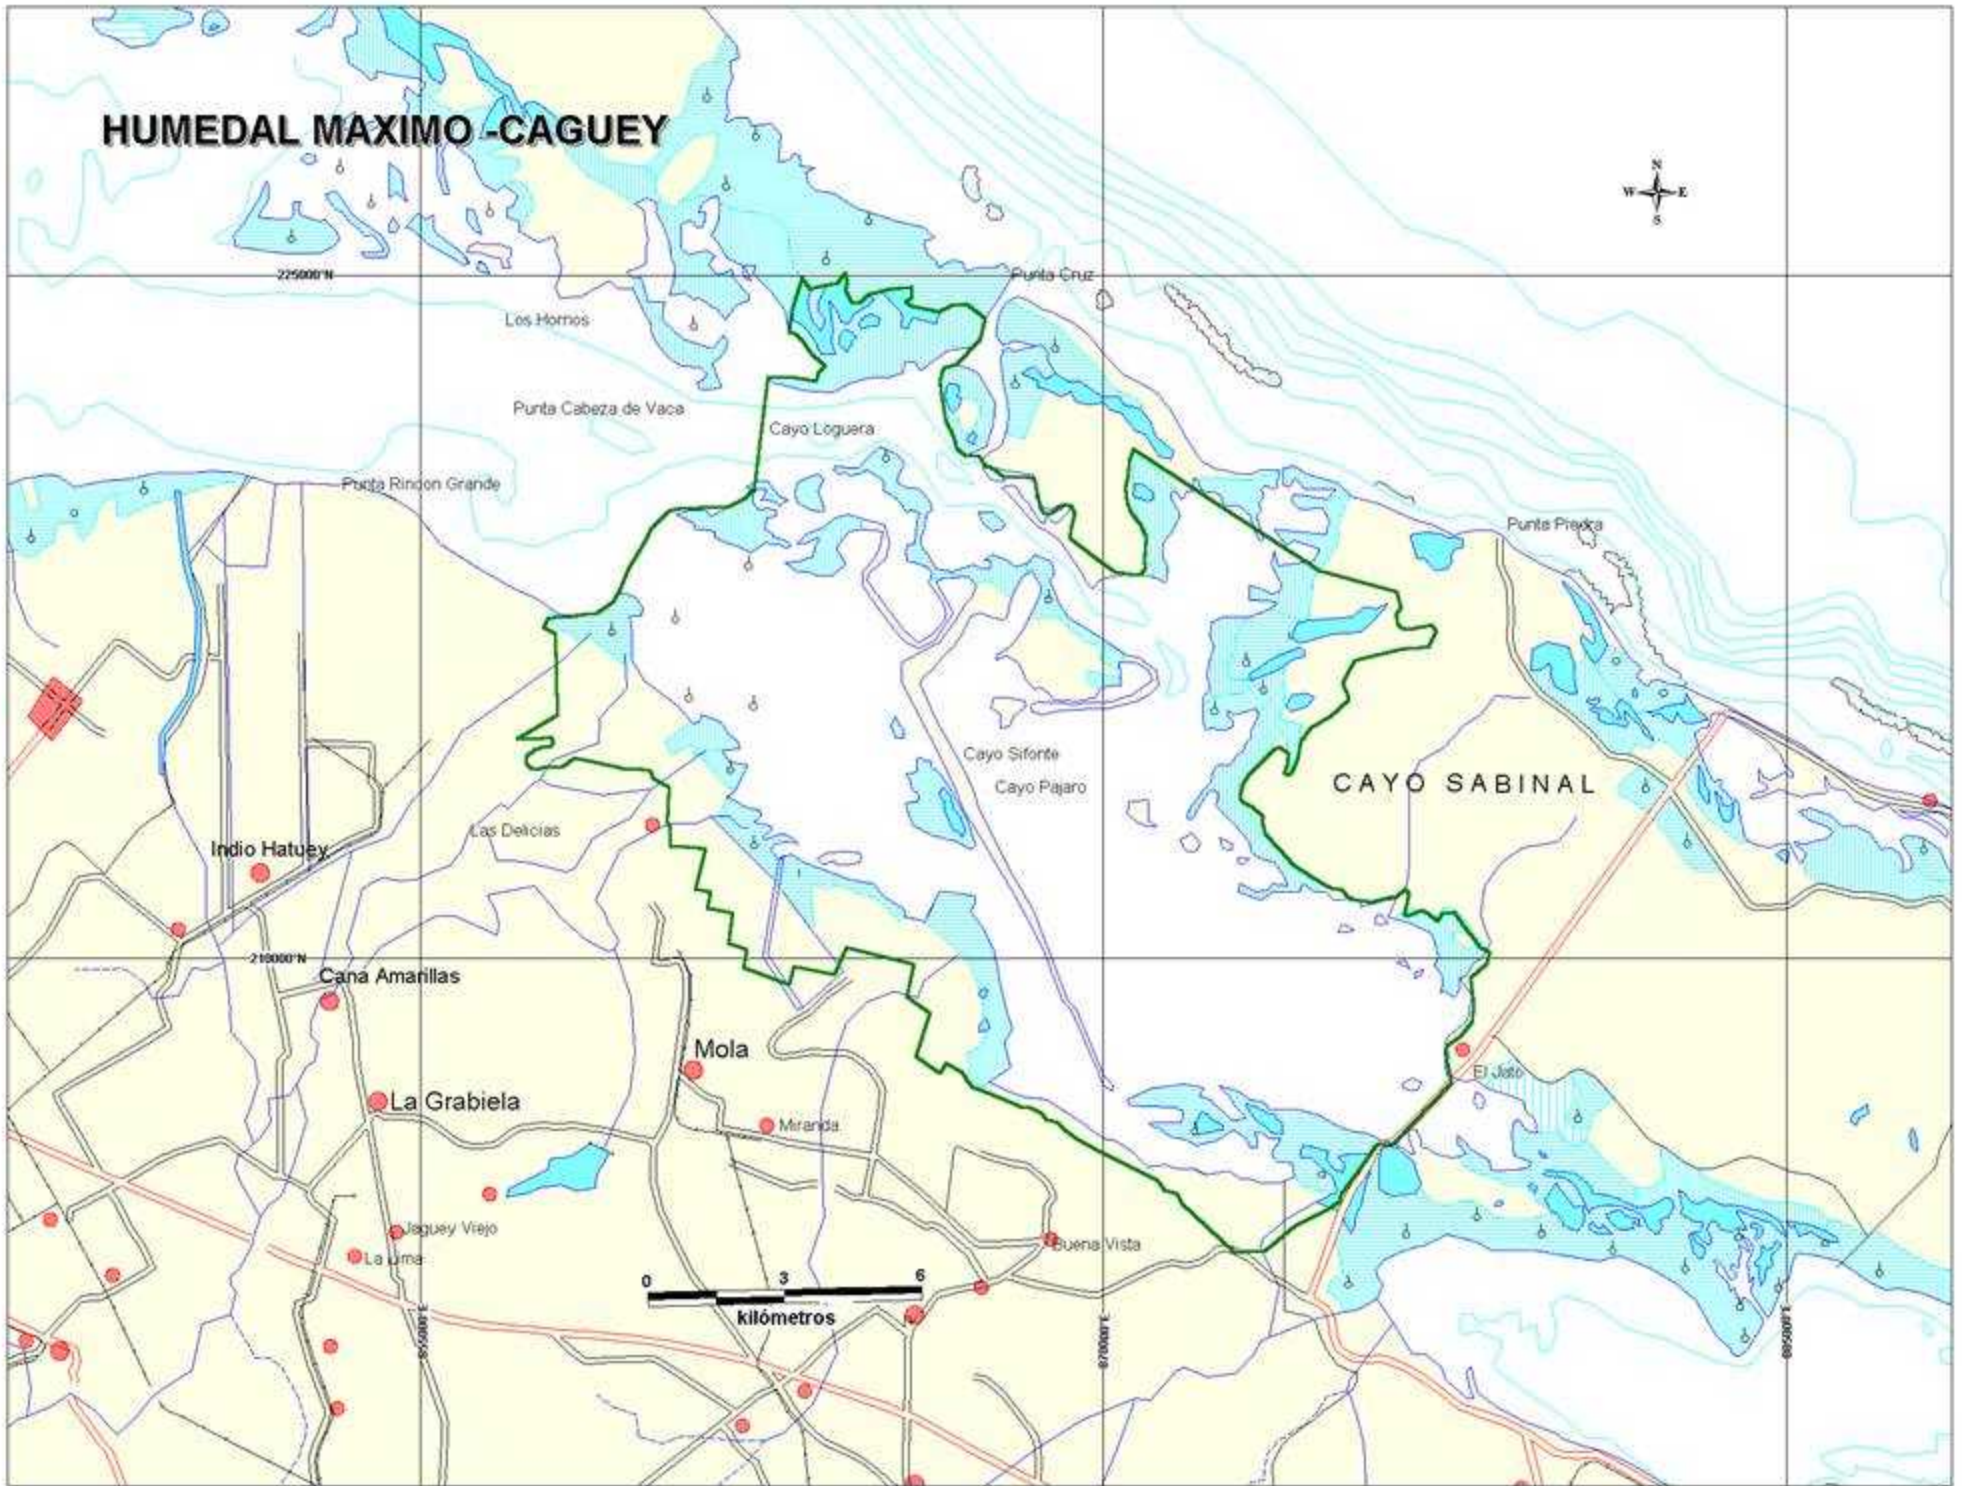 HUMEDAL MAXIMO -CAGUEY
N
W E
S
225000°N
Punta Cruz
Los Hornos
Punta Cabeza de Vaca
Cayo Loguera
Punta Rincon Grande
Punta Piedra
Cayo Sifonte
Cayo Pajaro
CAYO SABINAL
Las Delicias
Indio Hatuey
210000°N
Cana Amarillas
Mola
El Jato
La Grabiela
Miranda
Jaguey Viejo
Buena Vista
La Lima
0 3 6
kilómetros